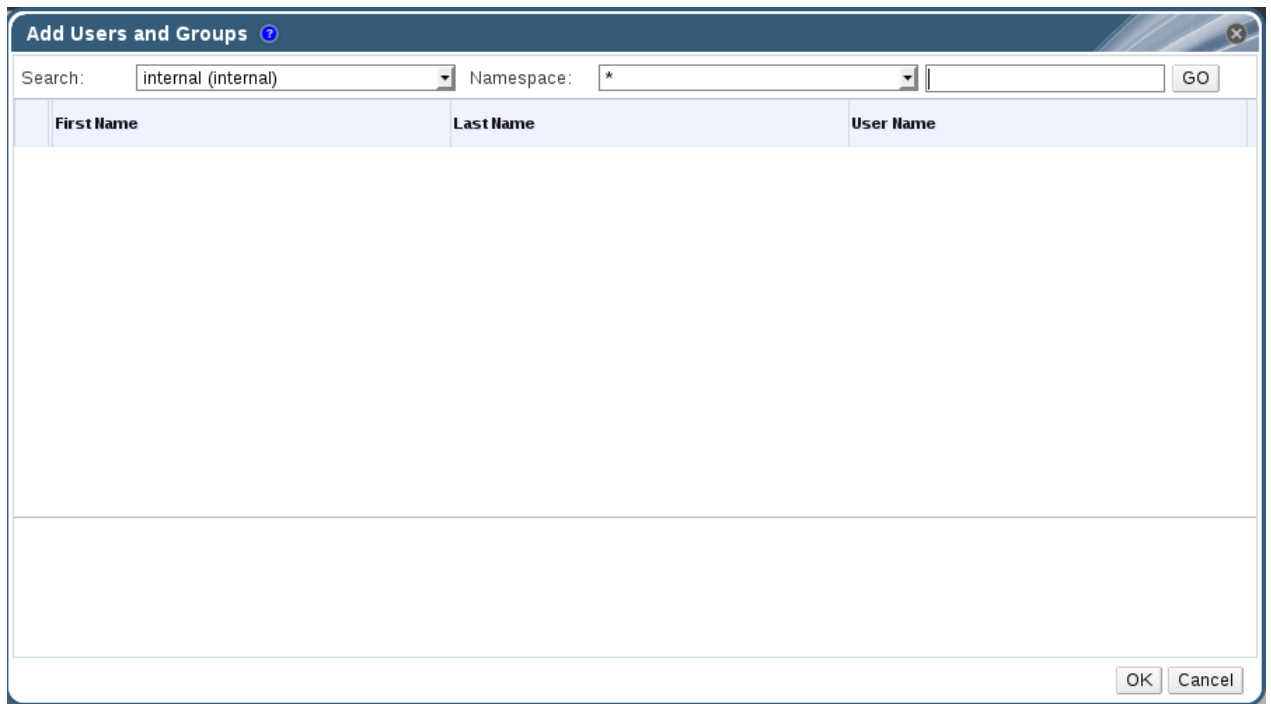 Add Users and Groups ?
Search: internal (internal) Namespace: * GO
First Name Last Name User Name
OK Cancel